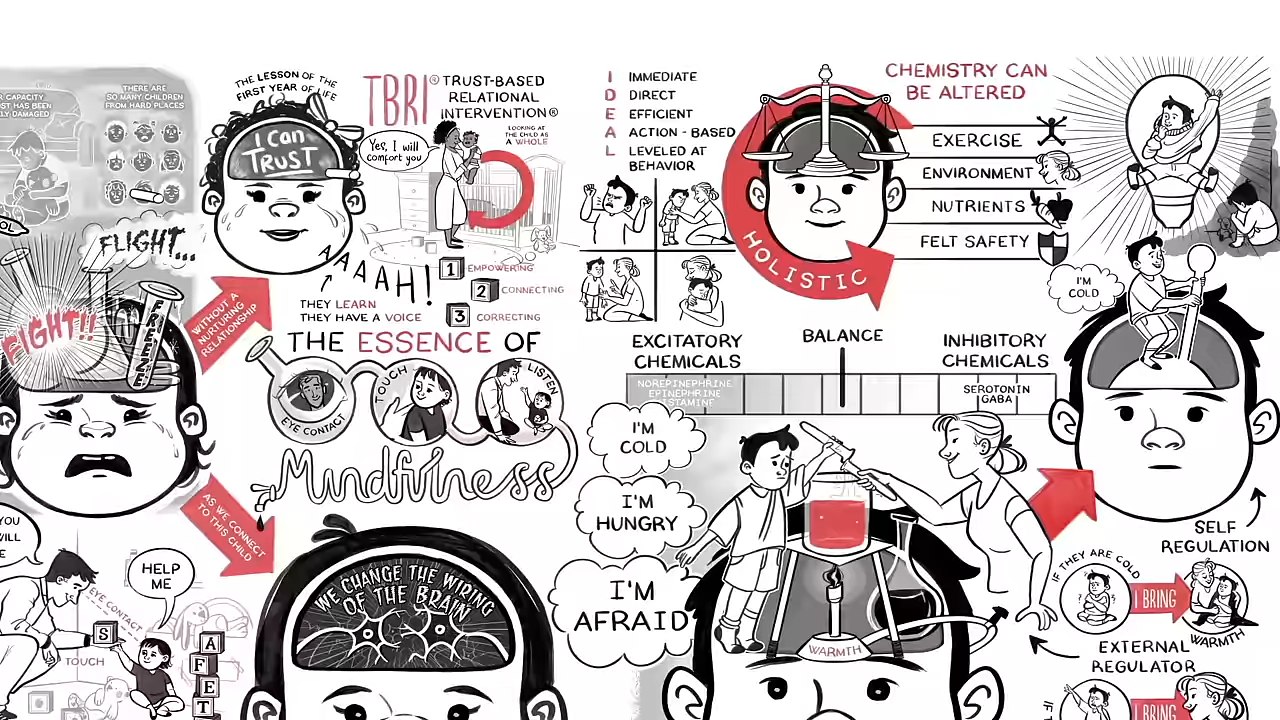 THERE ARE
SO MANY CHILDREN
FROM HARD PLACES
CAPACITY
HAS BEEN
DAMAGED
FLIGHT...
FIGHT!!
FREEZE
THE LESSON OF THE
FIRST YEAR OF LIFE
I Can
TRUST
TBRI®
TRUST-BASED
RELATIONAL
INTERVENTION®
LOOKING AT
THE CHILD AS
A WHOLE
Yes, I will
comfort you
AAAAH!
THEY LEARN
THEY HAVE A VOICE
1 EMPOWERING
2 CONNECTING
3 CORRECTING
WITHOUT A
NURTURING
RELATIONSHIP
AS WE CONNECT
TO THIS CHILD
THE ESSENCE OF
EYE CONTACT
TOUCH
LISTEN
Mindfulness
WE CHANGE THE WIRING
OF THE BRAIN
YOU
HELP
ME
EYE CONTACT
TOUCH
S
A
F
E
T
I IMMEDIATE
D DIRECT
E EFFICIENT
A ACTION - BASED
L LEVELED AT
BEHAVIOR
HOLISTIC
CHEMISTRY CAN
BE ALTERED
EXERCISE
ENVIRONMENT
NUTRIENTS
FELT SAFETY
EXCITATORY
CHEMICALS
BALANCE
INHIBITORY
CHEMICALS
NOREPINEPHRINE
EPINEPHRINE
SEROTONIN
GABA
I'M
COLD
I'M
HUNGRY
I'M
AFRAID
WARMTH
I'M
COLD
SELF
REGULATION
IF THEY ARE COLD
I BRING
WARMTH
EXTERNAL
REGULATOR
IF
I BRING